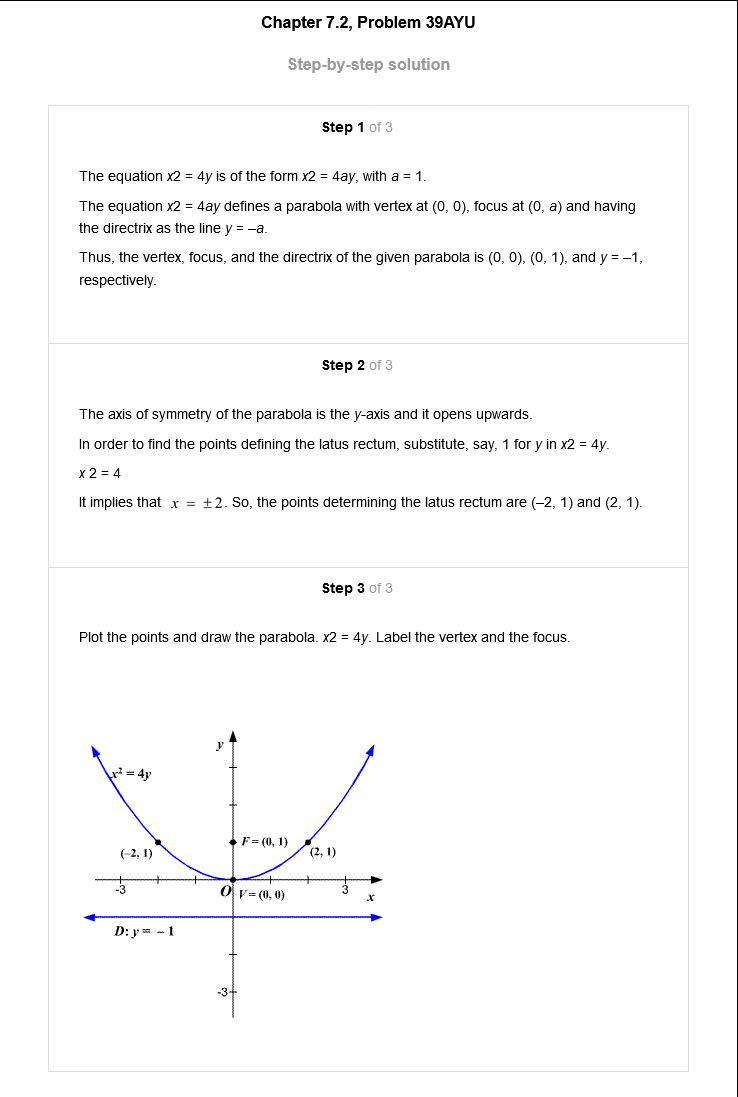 Chapter 7.2, Problem 39AYU
Step-by-step solution
Step 1 of 3
The equation x2 = 4y is of the form x2 = 4ay, with a = 1.
The equation x2 = 4ay defines a parabola with vertex at (0, 0), focus at (0, a) and having
the directrix as the line y = –a.
Thus, the vertex, focus, and the directrix of the given parabola is (0, 0), (0, 1), and y = –1,
respectively.
Step 2 of 3
The axis of symmetry of the parabola is the y-axis and it opens upwards.
In order to find the points defining the latus rectum, substitute, say, 1 for y in x2 = 4y.
x 2 = 4
It implies that x = ±2. So, the points determining the latus rectum are (–2, 1) and (2, 1).
Step 3 of 3
Plot the points and draw the parabola. x2 = 4y. Label the vertex and the focus.
y
x² = 4y
F = (0, 1)
(–2, 1)
(2, 1)
-3
O
V = (0, 0)
3
x
D: y = – 1
-3